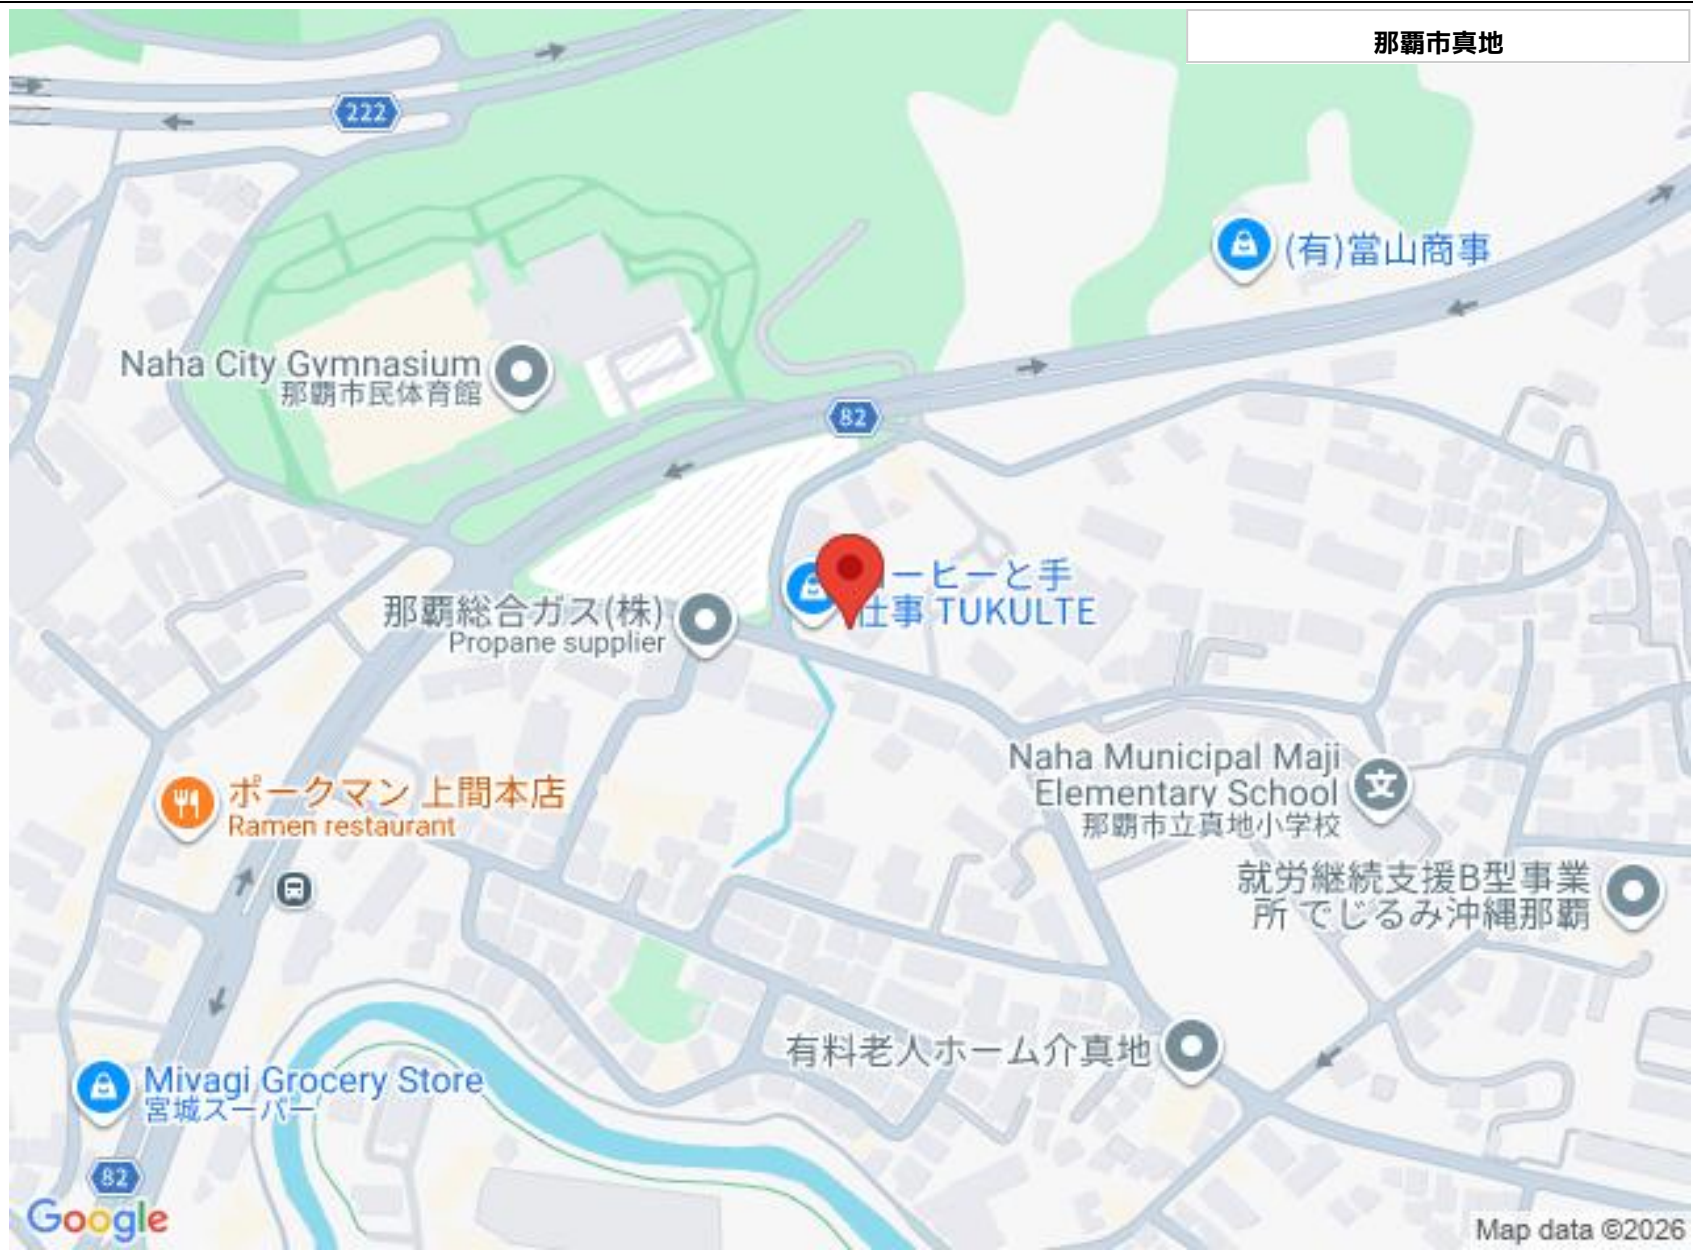 那覇市真地
222
(有)當山商事
Naha City Gymnasium
那覇市民体育館
82
ーヒーと手
仕事 TUKULTE
那覇総合ガス(株)
Propane supplier
Naha Municipal Maji
Elementary School
那覇市立真地小学校
ポークマン 上間本店
Ramen restaurant
就労継続支援B型事業
所 でじるみ沖縄那覇
有料老人ホーム介真地
Miyagi Grocery Store
宮城スーパー
82
Google
Map data ©2026